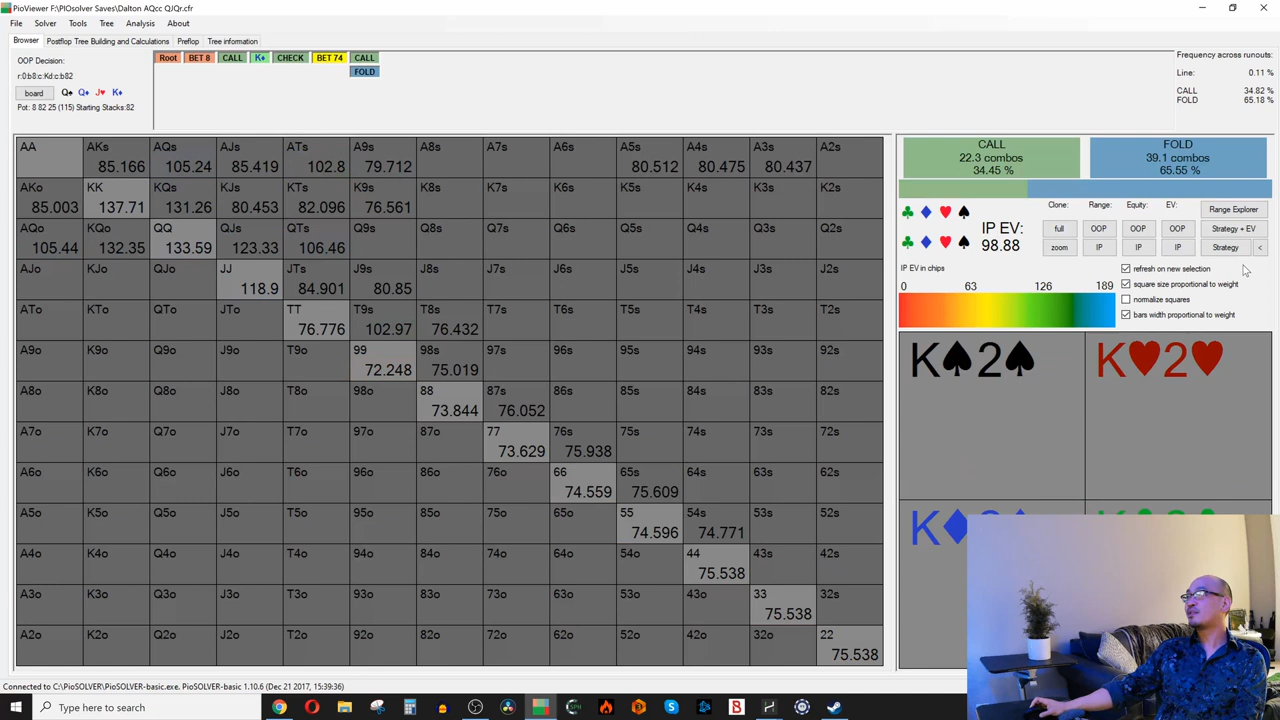 PioViewer F:\PIOsolver Saves\Dalton AQcc QJQr.cfr
File Solver Tools Tree Analysis About
Browser Postflop Tree Building and Calculations Preflop Tree information
OOP Decision:
r:0:b8:c:Kd:c:b82
board Q♠ Q♦ J♥ K♦
Pot: 8 82 25 (115) Starting Stacks:82
Root BET 8 CALL K♦ CHECK BET 74 CALL
FOLD
Frequency across runouts:
Line: 0.11 %
CALL 34.82 %
FOLD 65.18 %
AA AKs AQs AJs ATs A9s A8s A7s A6s A5s A4s A3s A2s
85.166 105.24 85.419 102.8 79.712 80.512 80.475 80.437
AKo KK KQs KJs KTs K9s K8s K7s K6s K5s K4s K3s K2s
85.003 137.71 131.26 80.453 82.096 76.561
AQo KQo QQ QJs QTs Q9s Q8s Q7s Q6s Q5s Q4s Q3s Q2s
105.44 132.35 133.59 123.33 106.46
AJo KJo QJo JJ JTs J9s J8s J7s J6s J5s J4s J3s J2s
118.9 84.901 80.85
ATo KTo QTo JTo TT T9s T8s T7s T6s T5s T4s T3s T2s
76.776 102.97 76.432
A9o K9o Q9o J9o T9o 99 98s 97s 96s 95s 94s 93s 92s
72.248 75.019
A8o K8o Q8o J8o T8o 98o 88 87s 86s 85s 84s 83s 82s
73.844 76.052
A7o K7o Q7o J7o T7o 97o 87o 77 76s 75s 74s 73s 72s
73.629 75.938
A6o K6o Q6o J6o T6o 96o 86o 76o 66 65s 64s 63s 62s
74.559 75.609
A5o K5o Q5o J5o T5o 95o 85o 75o 65o 55 54s 53s 52s
74.596 74.771
A4o K4o Q4o J4o T4o 94o 84o 74o 64o 54o 44 43s 42s
75.538
A3o K3o Q3o J3o T3o 93o 83o 73o 63o 53o 43o 33 32s
75.538
A2o K2o Q2o J2o T2o 92o 82o 72o 62o 52o 42o 32o 22
75.538
CALL
22.3 combos
34.45 %
FOLD
39.1 combos
65.55 %
Clone: Range: Equity: EV: Range Explorer
♣ ♦ ♥ ♠ IP EV: full OOP OOP OOP Strategy + EV
♣ ♦ ♥ ♠ 98.88 zoom IP IP IP Strategy <
IP EV in chips
0 63 126 189
refresh on new selection
square size proportional to weight
normalize squares
bars width proportional to weight
K♠2♠ K♥2♥
K♦
Connected to C:\PioSOLVER\PioSOLVER-basic.exe. PioSOLVER-basic 1.10.6 (Dec 21 2017, 15:39:36)
Type here to search